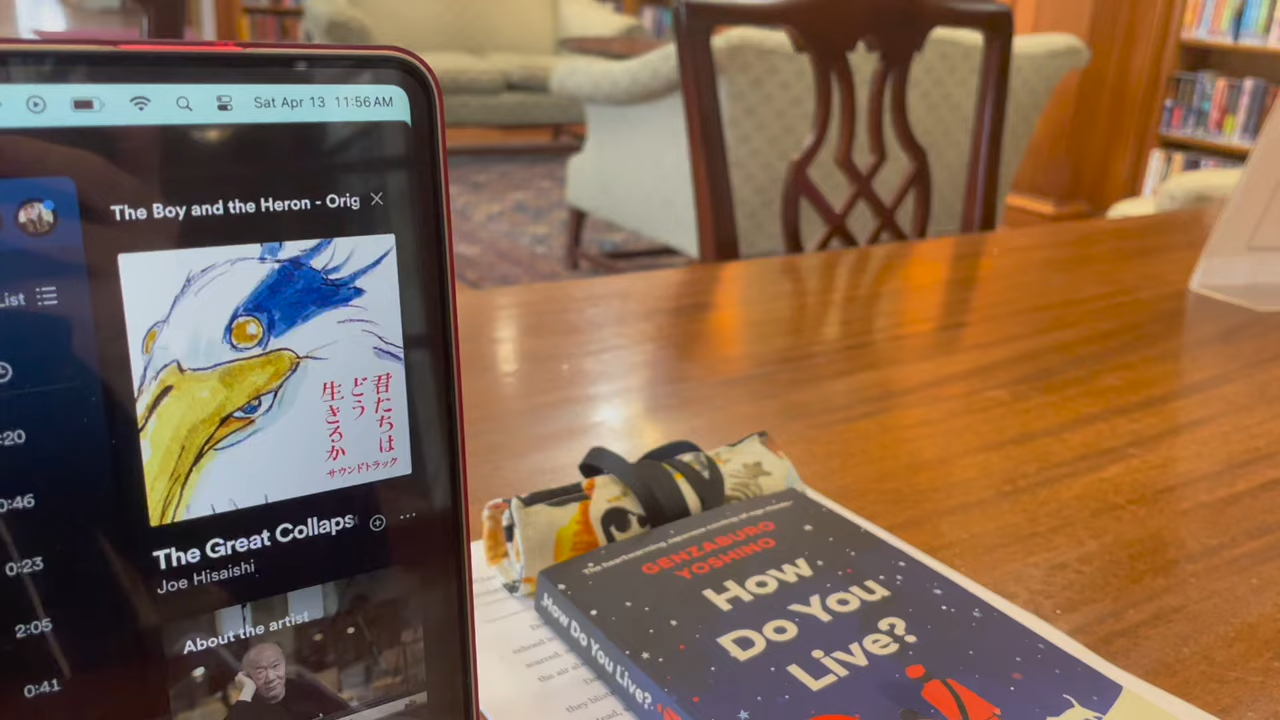 Sat Apr 13 11:56 AM
The Boy and the Heron - Orig
List
君たちは
どう
生きるか
サウンドトラック
:20
0:46
0:23
2:05
0:41
The Great Collaps
Joe Hisaishi
About the artist
GENZABURO
YOSHINO
How
Do You
Live?
How Do You Live?
the air